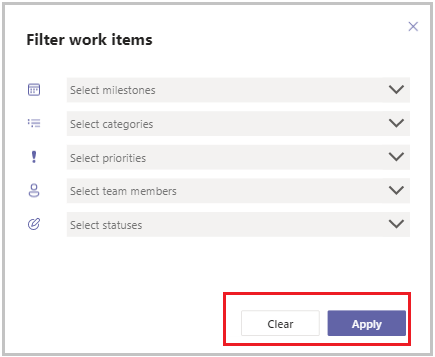 Filter work items
Select milestones
Select categories
Select priorities
Select team members
Select statuses
Clear Apply